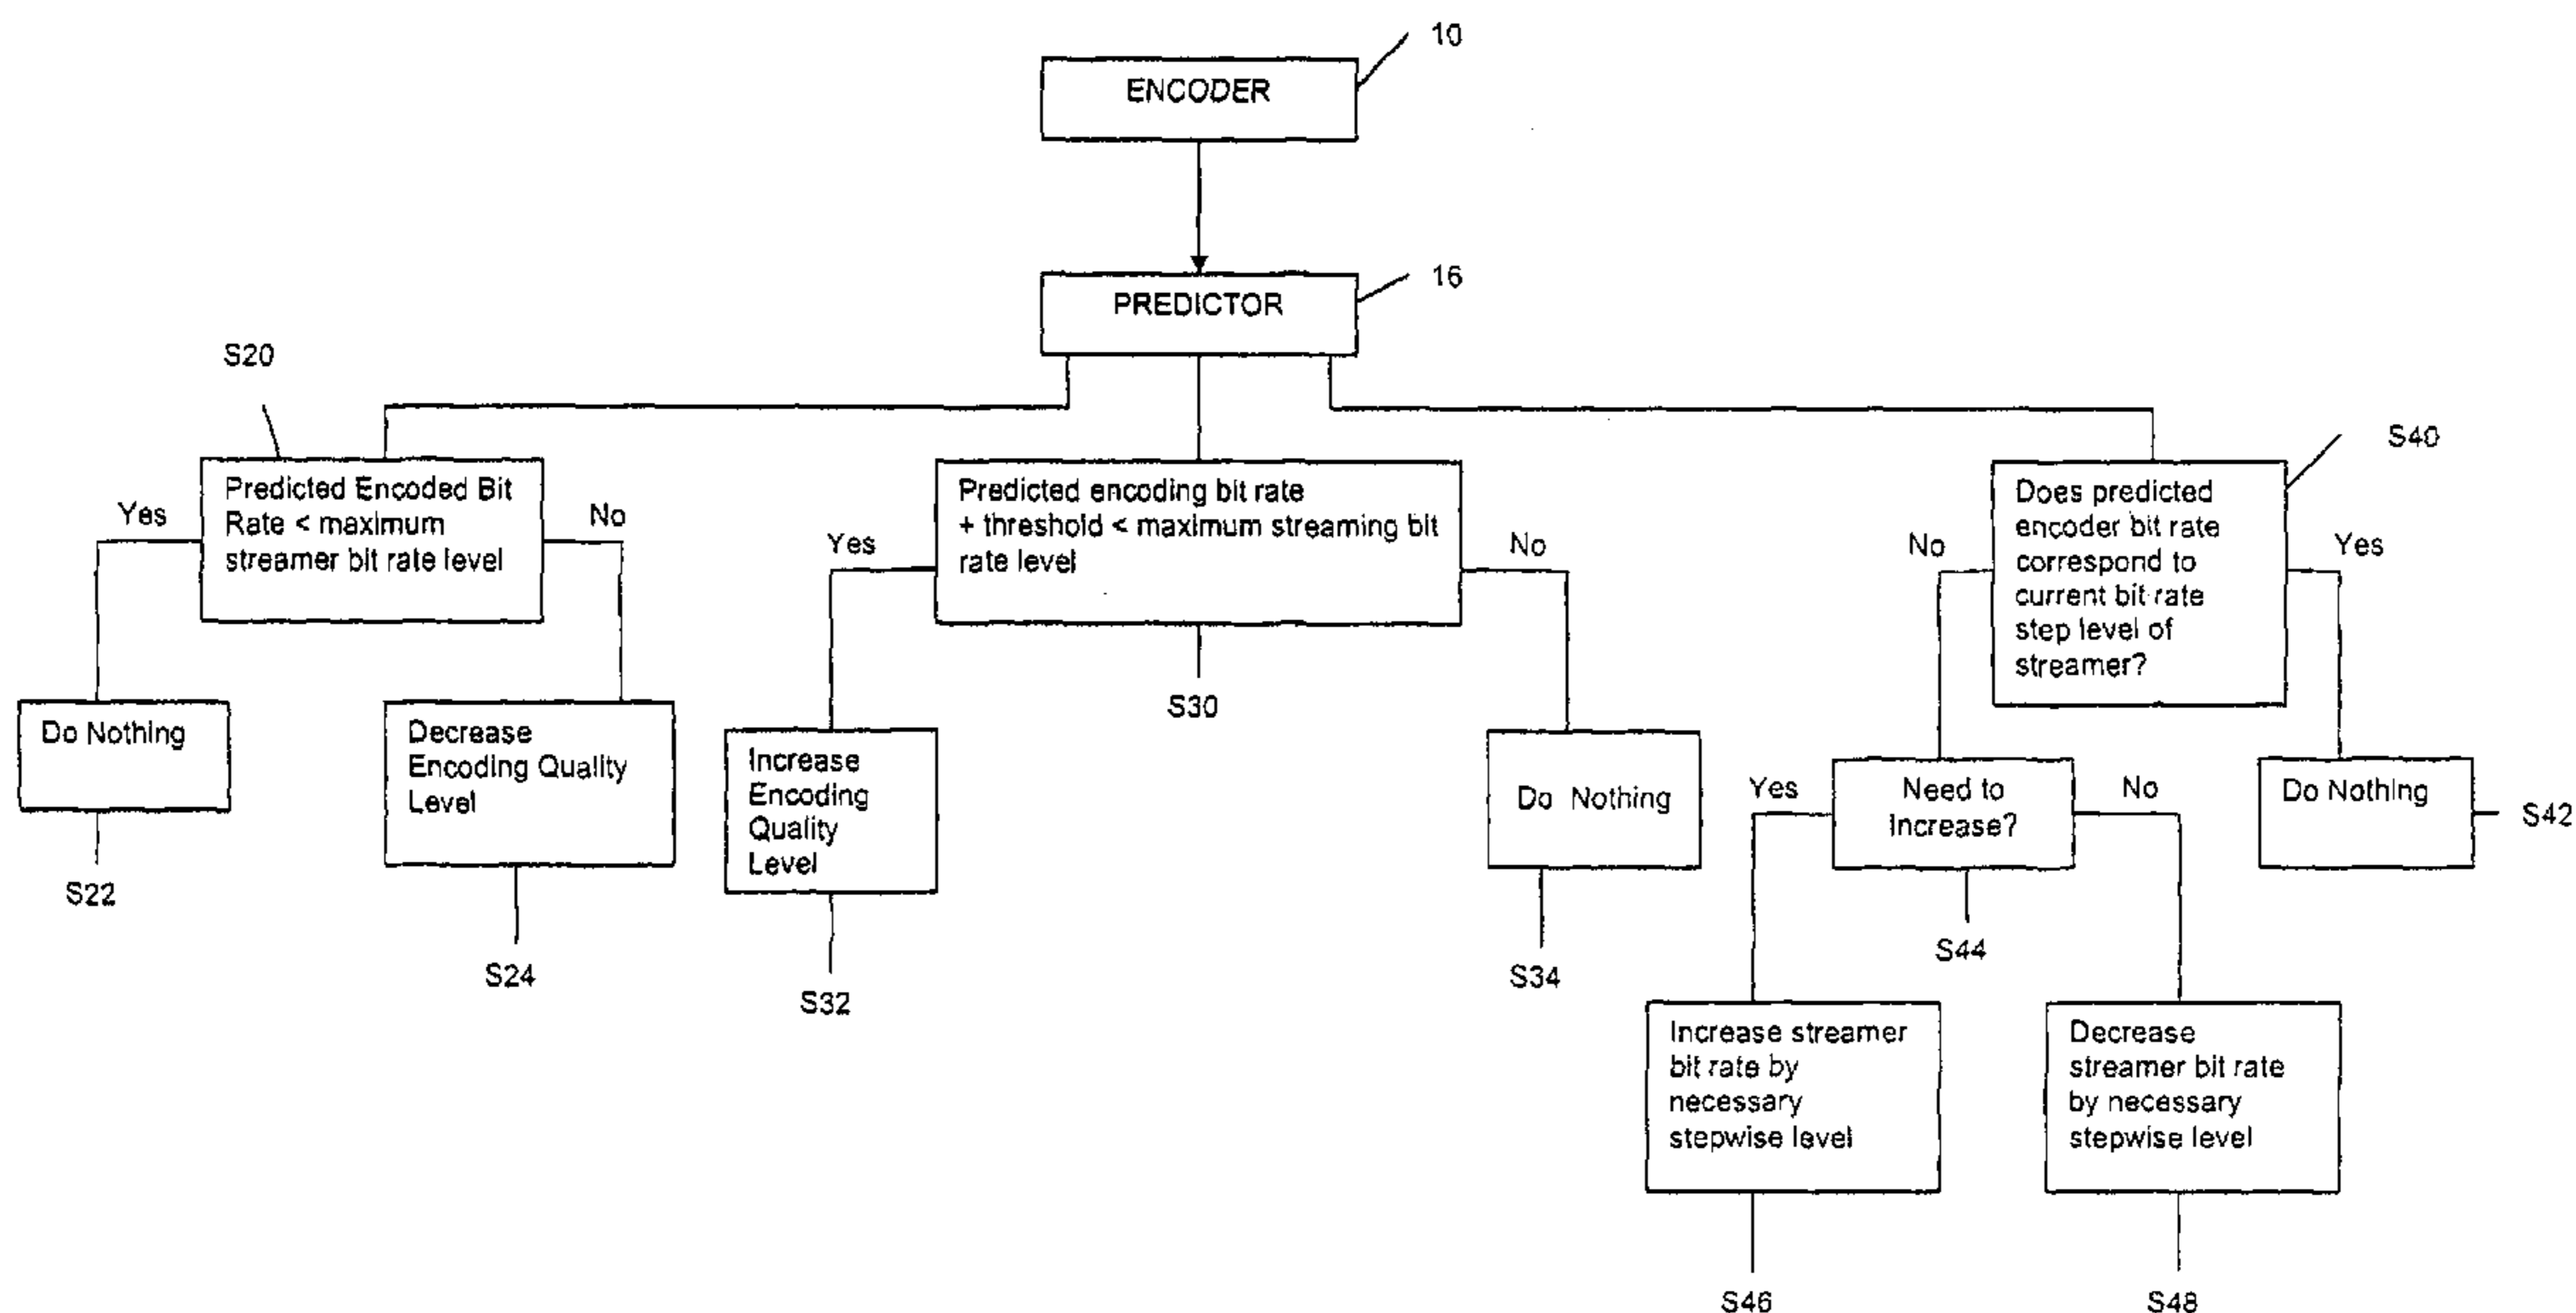 10
ENCODER
16
PREDICTOR
S20
Predicted Encoded Bit
Rate < maximum
streamer bit rate level
Yes
No
Do Nothing
S22
Decrease
Encoding Quality
Level
S24
Predicted encoding bit rate
+ threshold < maximum streaming bit
rate level
Yes
No
S30
Increase
Encoding
Quality
Level
S32
Do Nothing
S34
S40
Does predicted
encoder bit rate
correspond to
current bit rate
step level of
streamer?
No
Yes
Need to
Increase?
Yes
No
S44
Do Nothing
S42
Increase streamer
bit rate by
necessary
stepwise level
S46
Decrease
streamer bit rate
by necessary
stepwise level
S48